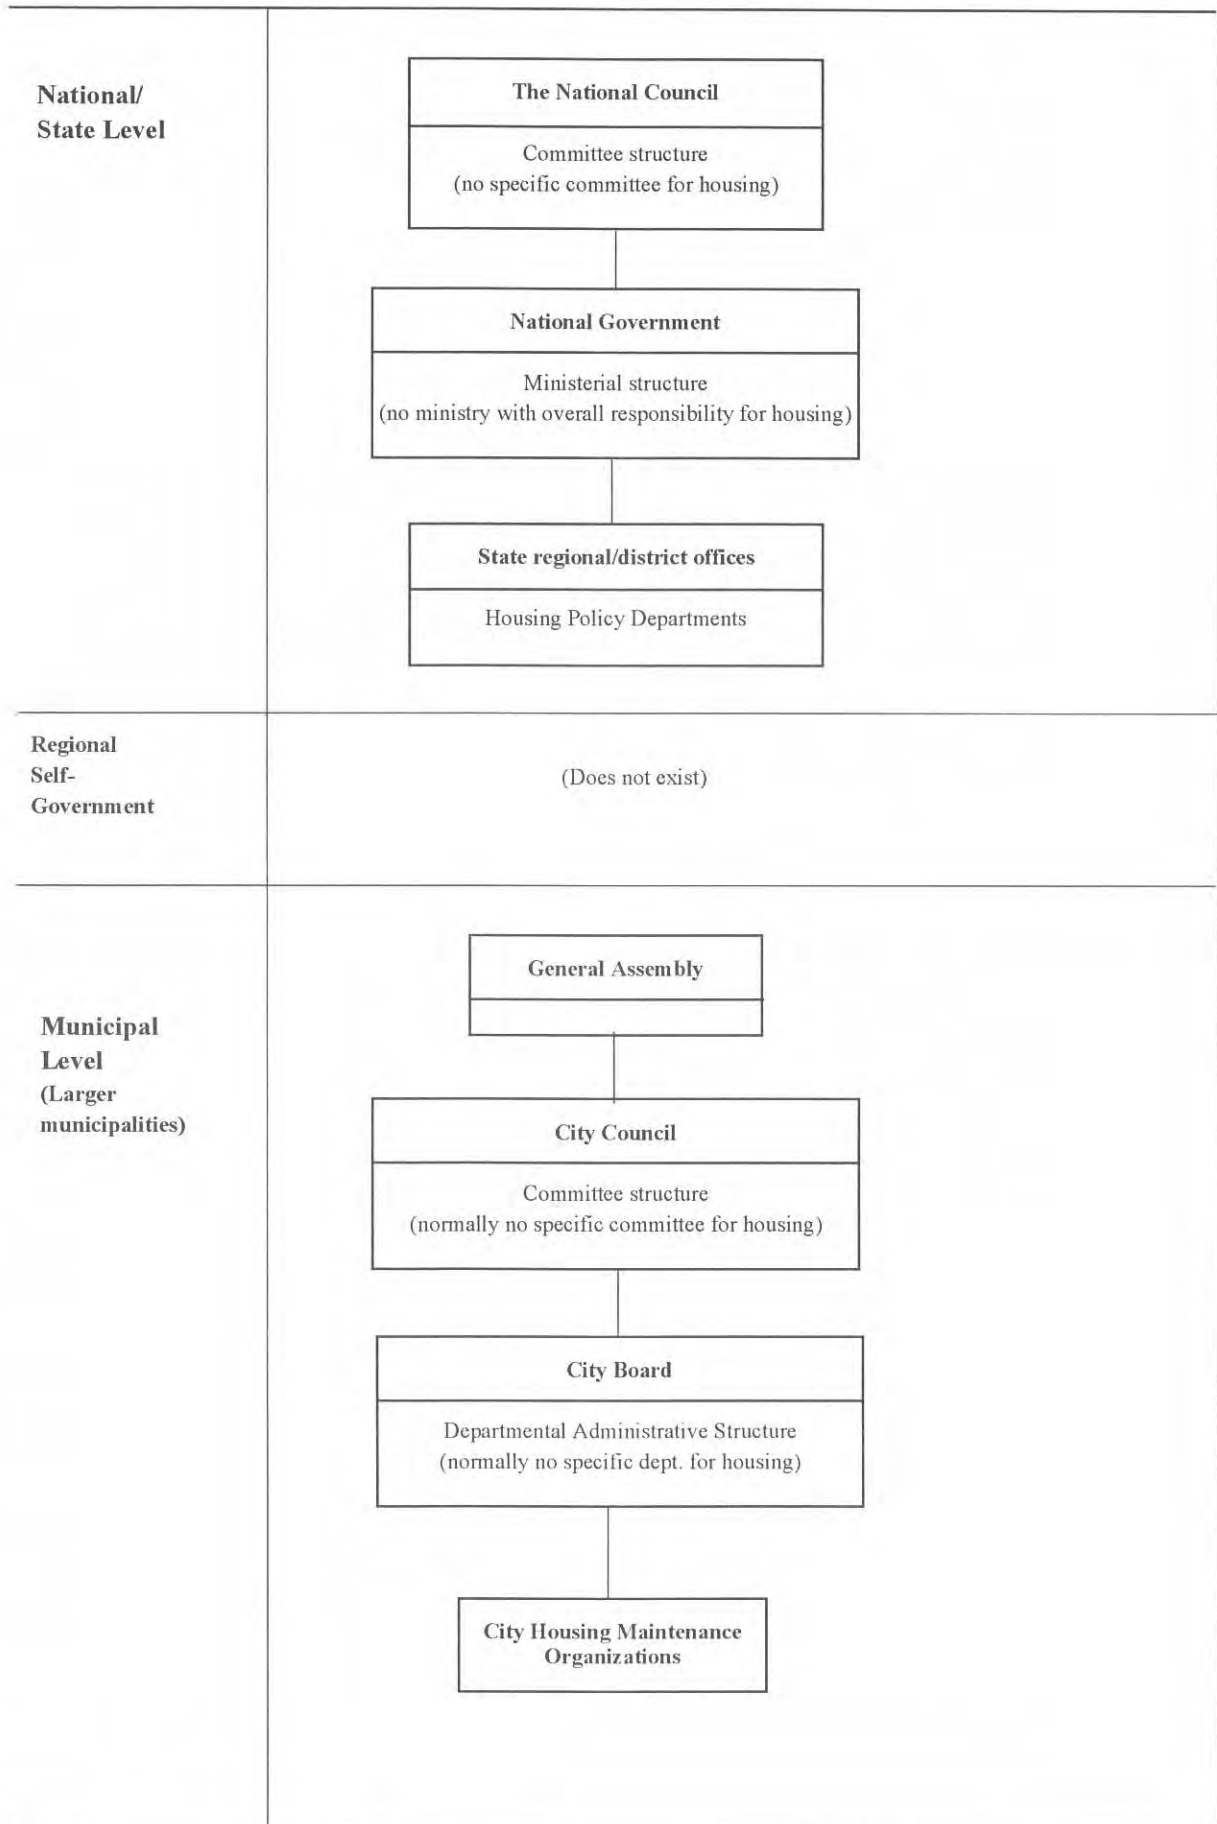 National/
State Level
The National Council
Committee structure
(no specific committee for housing)
National Government
Ministerial structure
(no ministry with overall responsibility for housing)
State regional/district offices
Housing Policy Departments
Regional
Self-
Government
(Does not exist)
Municipal
Level
(Larger
municipalities)
General Assembly
City Council
Committee structure
(normally no specific committee for housing)
City Board
Departmental Administrative Structure
(normally no specific dept. for housing)
City Housing Maintenance
Organizations